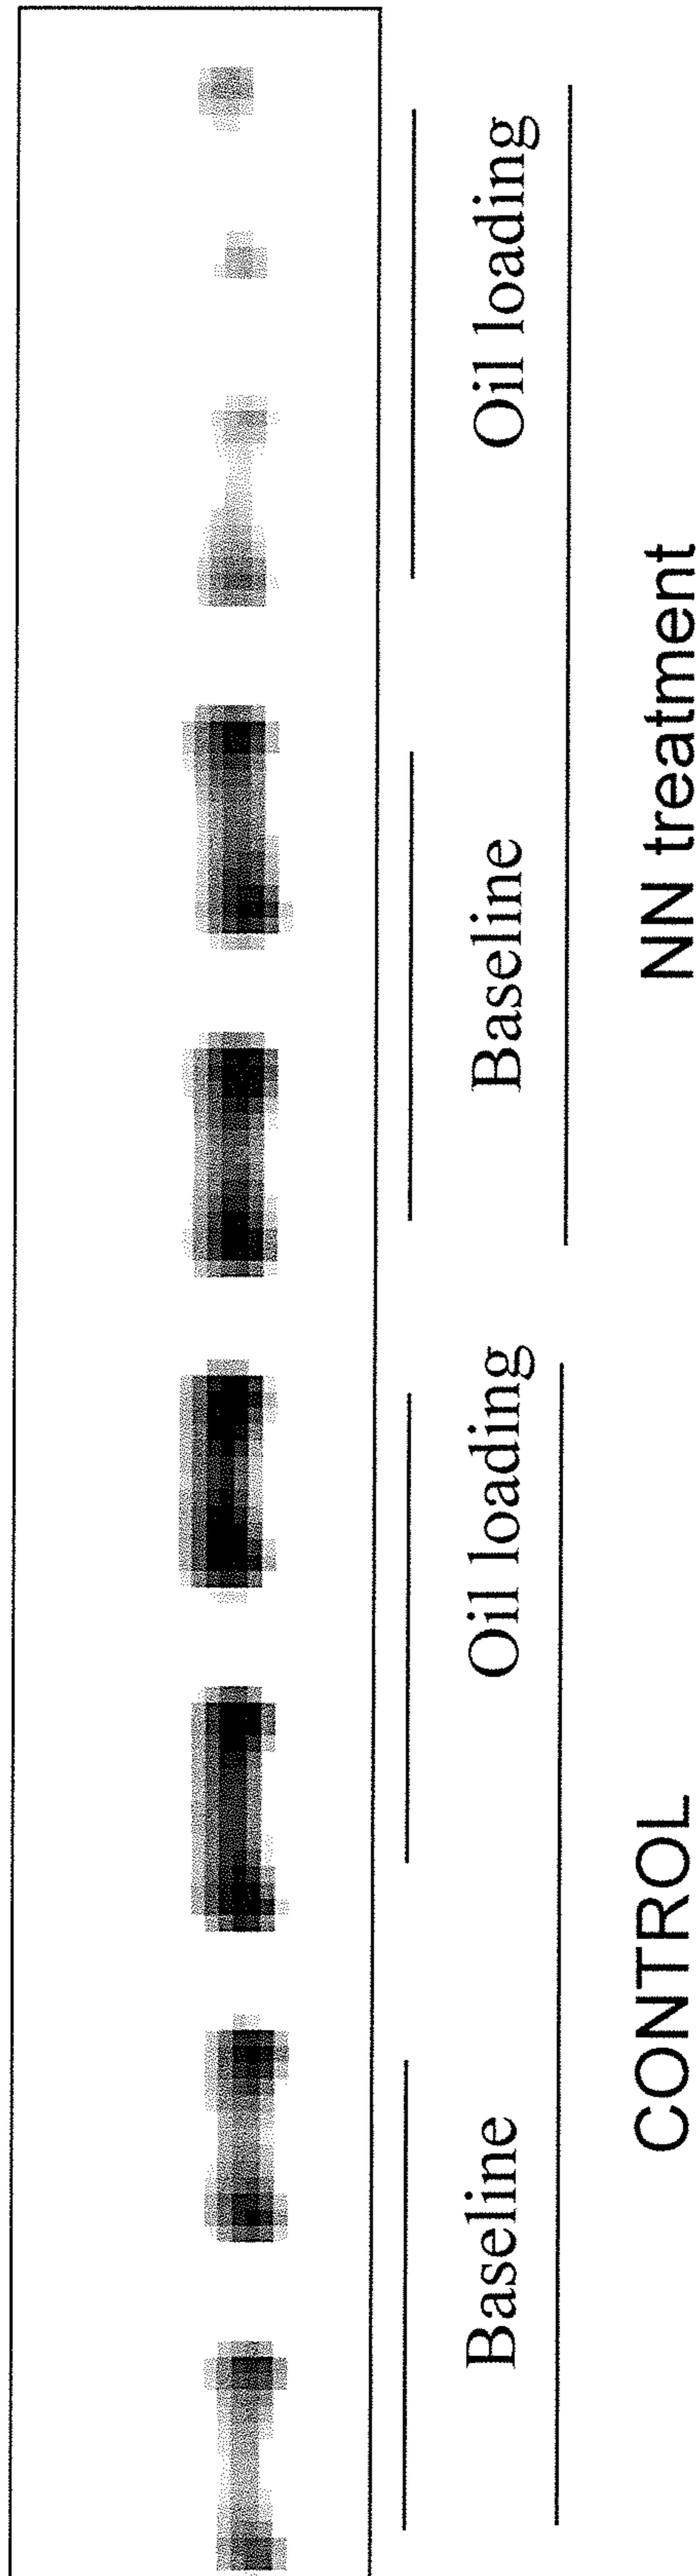 Baseline
Oil loading
Baseline
Oil loading
CONTROL
NN treatment